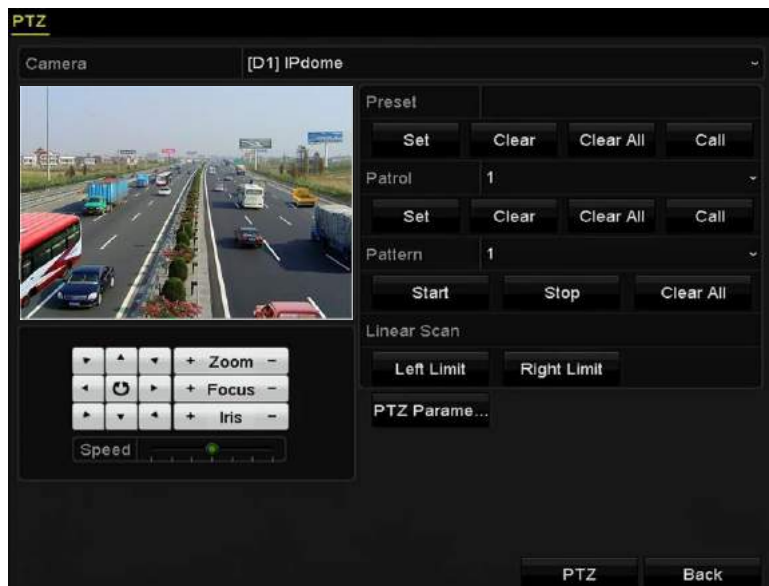 PTZ
Camera [D1] IPdome
Preset
Set Clear Clear All Call
Patrol 1
Set Clear Clear All Call
Pattern 1
Start Stop Clear All
Linear Scan
Left Limit Right Limit
PTZ Parame...
+ Zoom -
+ Focus -
+ Iris -
Speed
PTZ Back